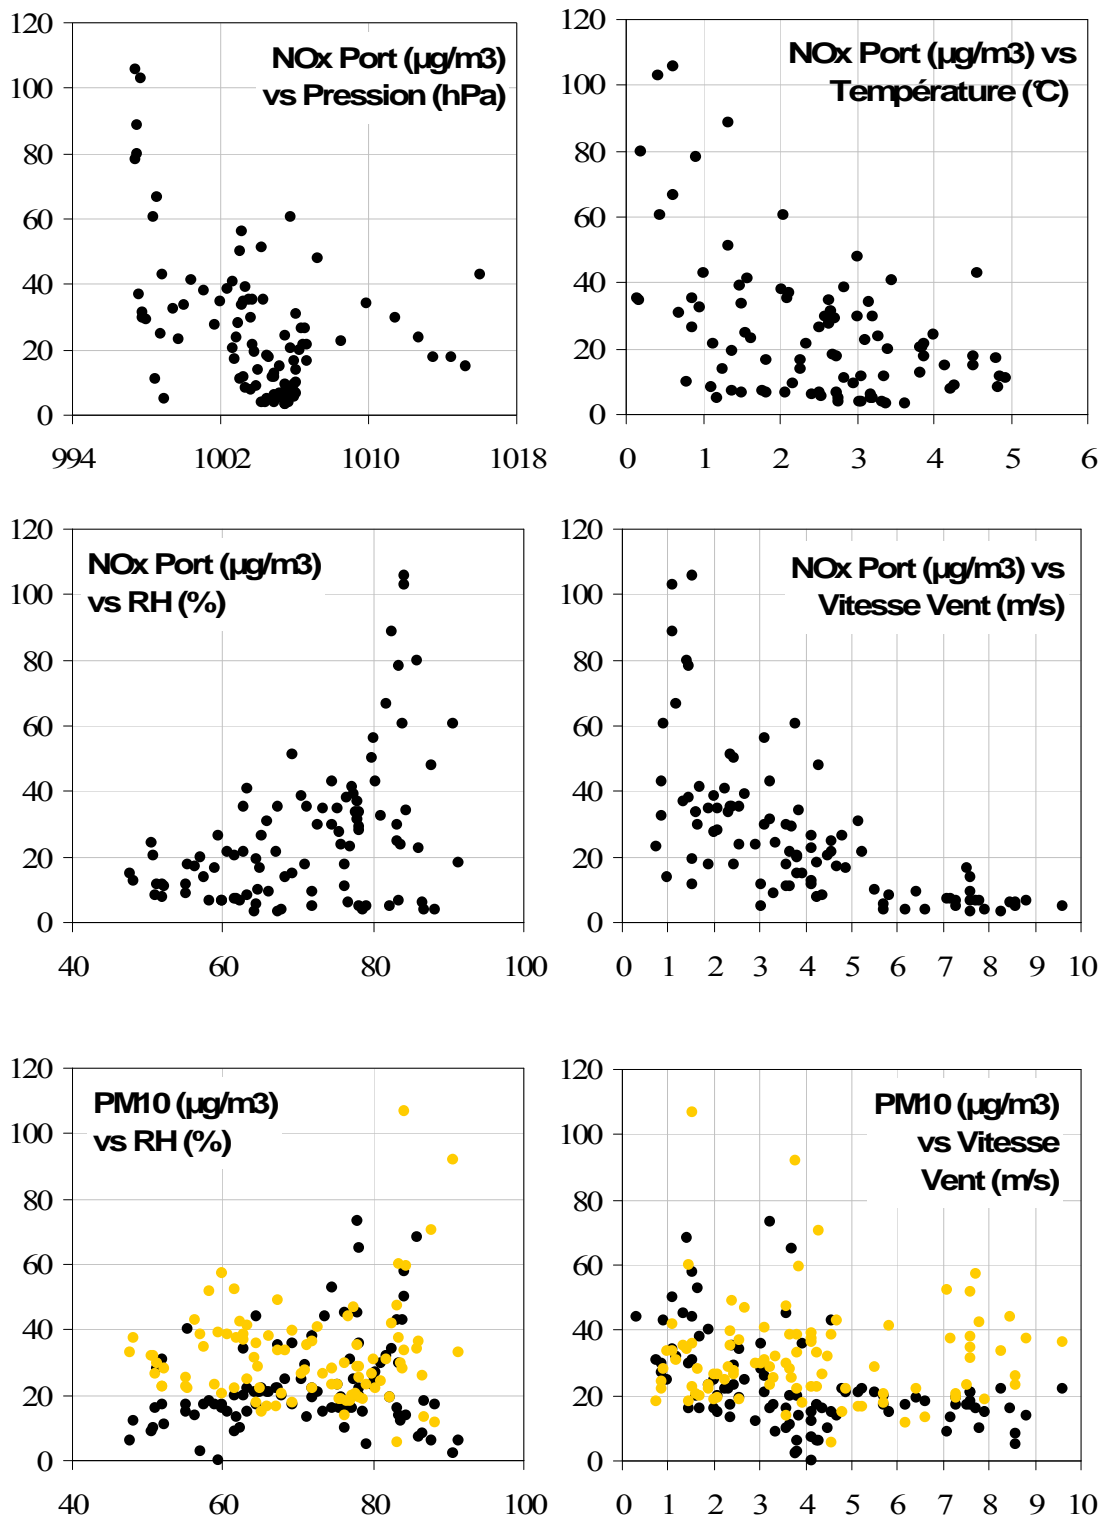 NOx Port (µg/m3)
vs Pression (hPa)
120
100
80
60
40
20
0
994 1002 1010 1018
NOx Port (µg/m3) vs
Température (°C)
120
100
80
60
40
20
0
0 1 2 3 4 5 6
NOx Port (µg/m3)
vs RH (%)
120
100
80
60
40
20
0
40 60 80 100
NOx Port (µg/m3) vs
Vitesse Vent (m/s)
120
100
80
60
40
20
0
0 1 2 3 4 5 6 7 8 9 10
PM10 (µg/m3)
vs RH (%)
120
100
80
60
40
20
0
40 60 80 100
PM10 (µg/m3)
vs Vitesse
Vent (m/s)
120
100
80
60
40
20
0
0 1 2 3 4 5 6 7 8 9 10